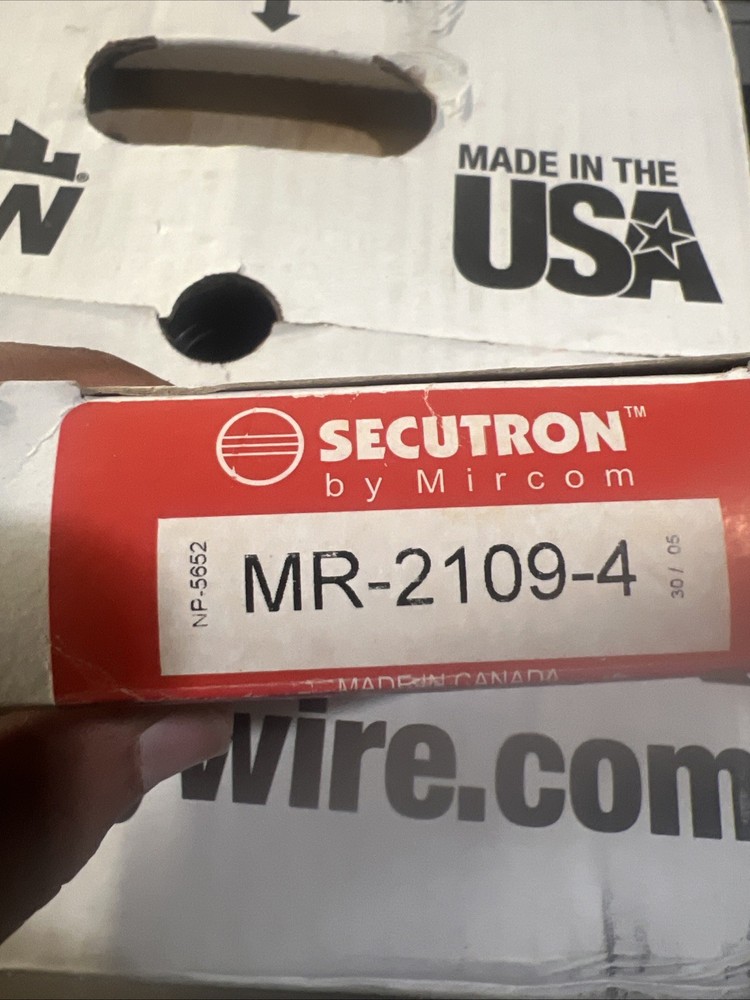 MADE IN THE
USA
W®
SECUTRON™
by Mircom
NP-5652
MR-2109-4
30 / 05
MADE IN CANADA
wire.com